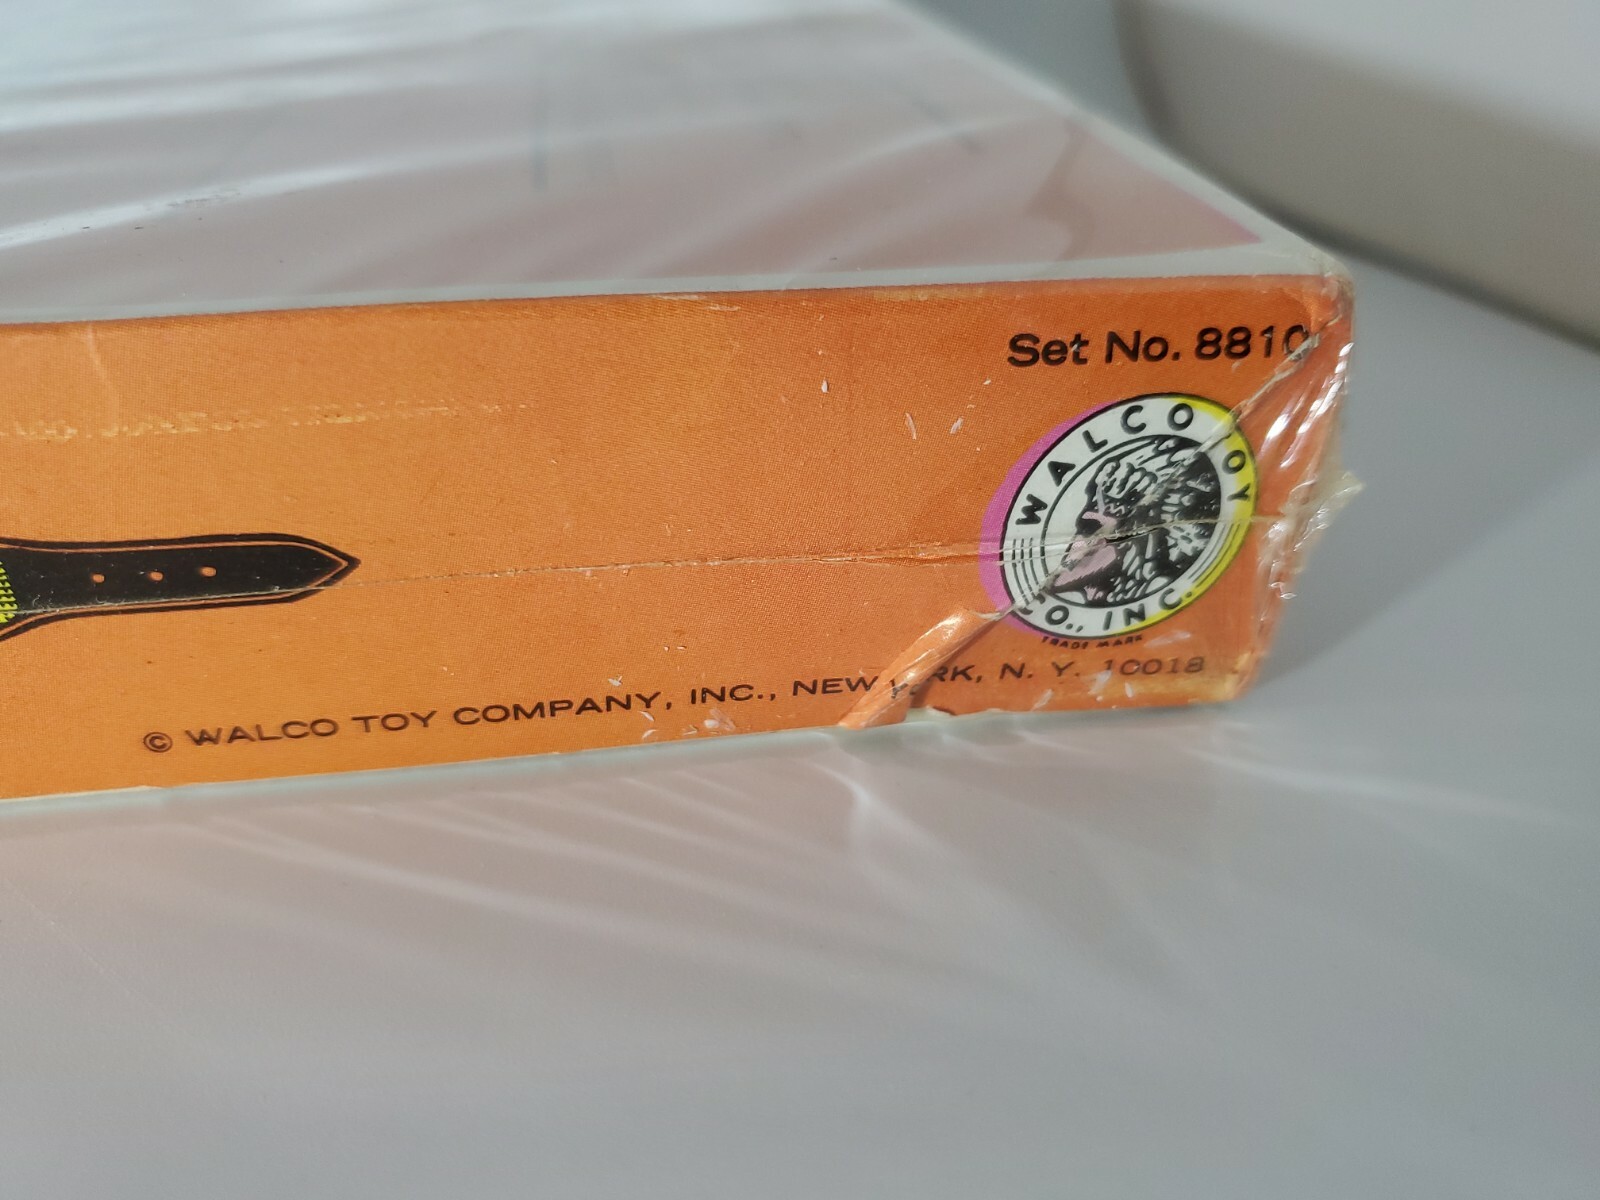 Set No. 8810
WALCO TOY
CO., INC.
TRADE MARK
© WALCO TOY COMPANY, INC., NEW YORK, N. Y. 10018